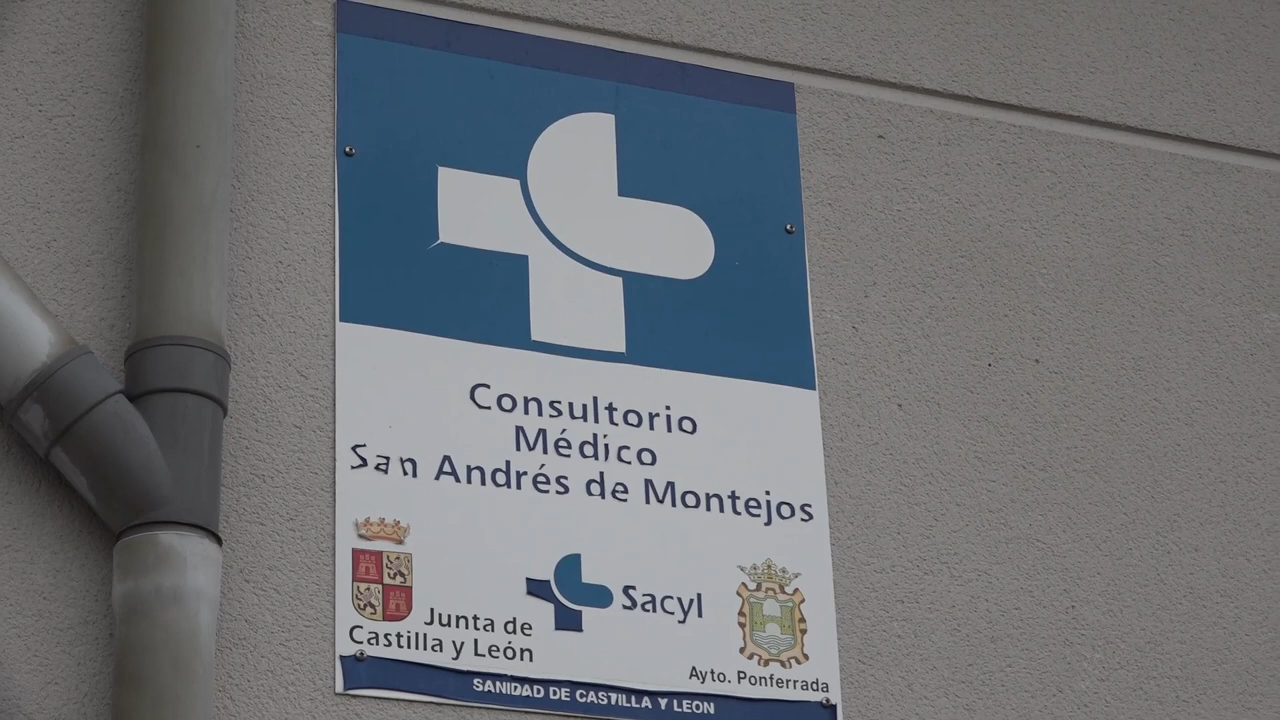 Consultorio
Médico
San Andrés de Montejos
Junta de
Castilla y León
Sacyl
Ayto. Ponferrada
SANIDAD DE CASTILLA Y LEON